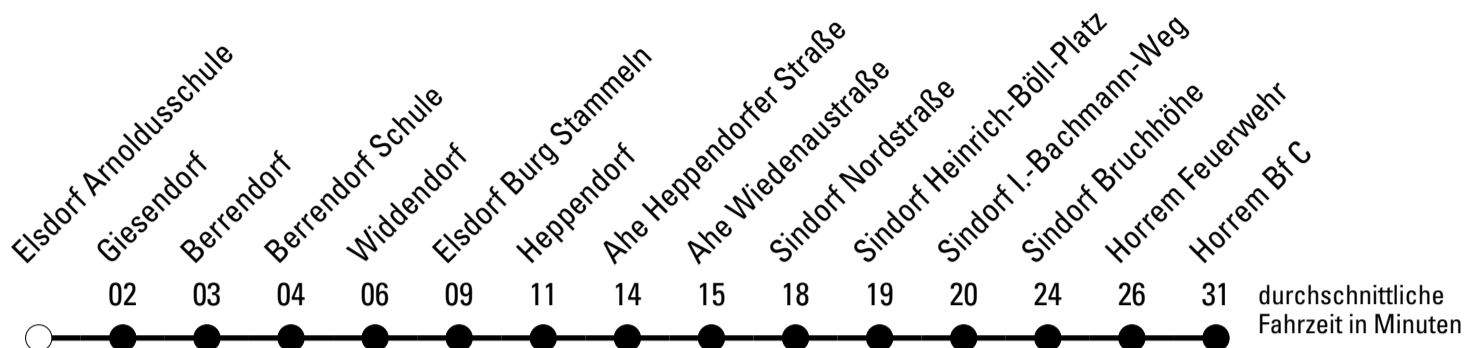 Elsdorf Arnoldusschule
Giesendorf
Berrendorf
Berrendorf Schule
Widdendorf
Elsdorf Burg Stammeln
Heppendorf
Ahe Heppendorfer Straße
Ahe Wiedenaustraße
Sindorf Nordstraße
Sindorf Heinrich-Böll-Platz
Sindorf I.-Bachmann-Weg
Sindorf Bruchhöhe
Horrem Feuerwehr
Horrem Bf C
02 03 04 06 09 11 14 15 18 19 20 24 26 31
durchschnittliche
Fahrzeit in Minuten